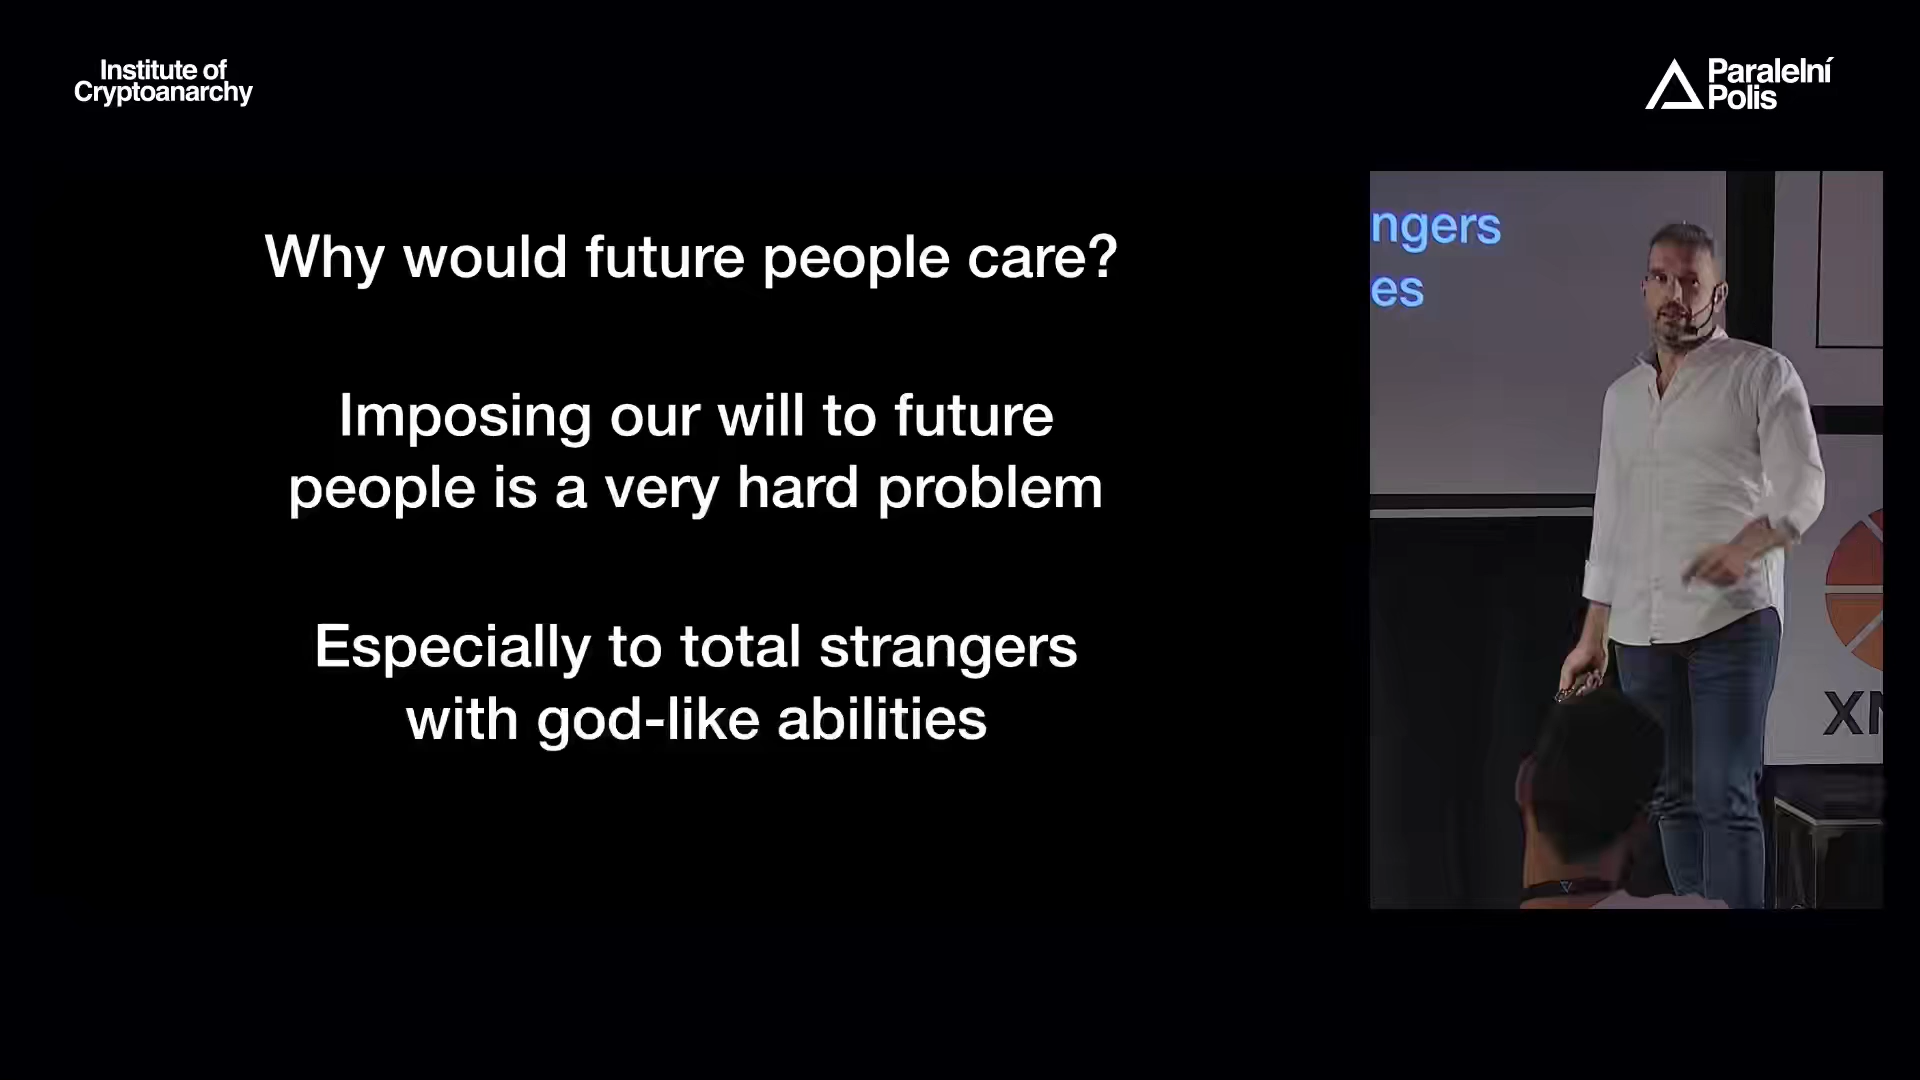 Institute of
Cryptoanarchy
Paralelní
Polis
Why would future people care?
Imposing our will to future
people is a very hard problem
Especially to total strangers
with god-like abilities
ngers
es